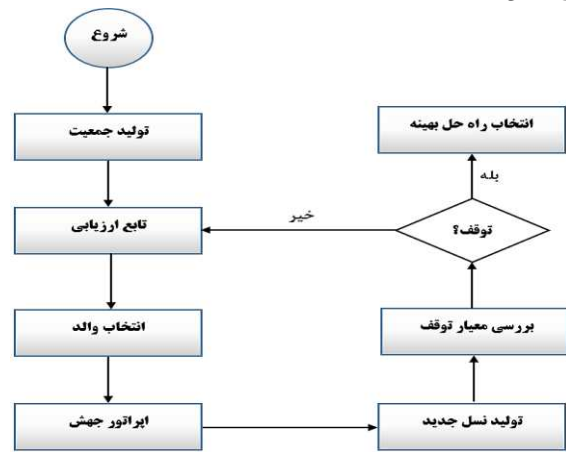 شروع
تولید جمعیت
تابع ارزیابی
انتخاب والد
اپراتور جهش
تولید نسل جدید
بررسی معیار توقف
توقف؟
خیر
بله
انتخاب راه حل بهینه